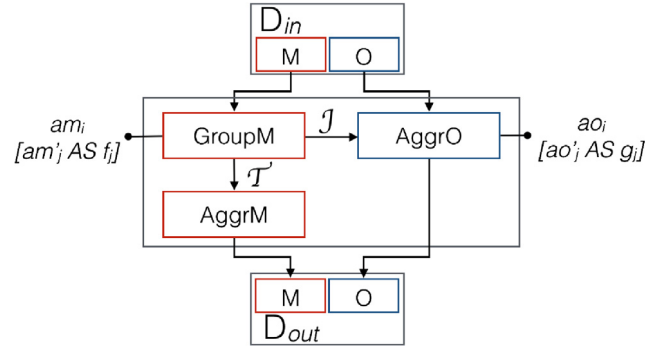 D_in
M O
am_i
[am'_j AS f_j]
GroupM
𝒥
AggrO
ao_i
[ao'_j AS g_j]
𝒯
AggrM
M O
D_out